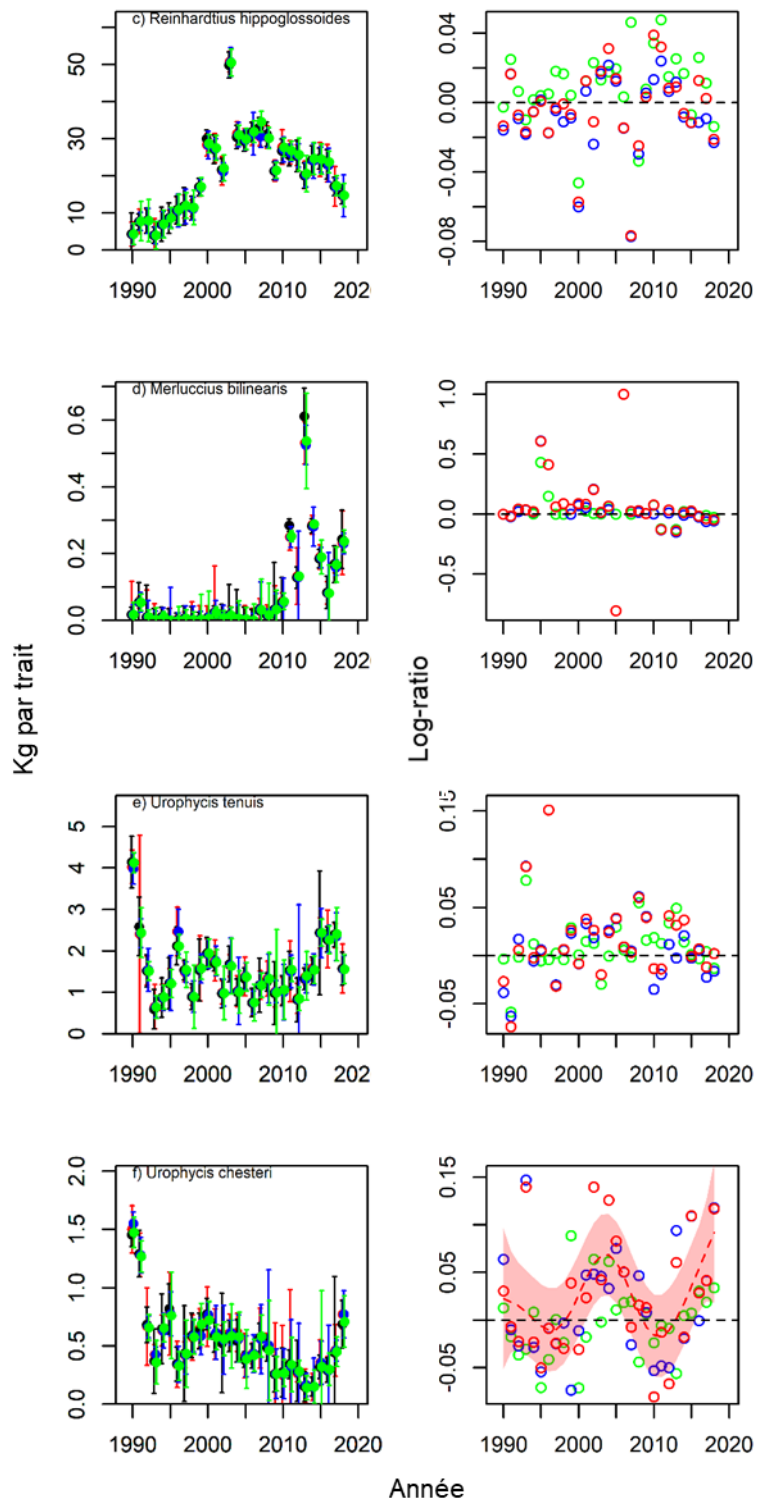 c) Reinhardtius hippoglossoides
50
30
10
0
1990 2000 2010 202
0.04
0.00
-0.04
-0.08
1990 2000 2010 2020
d) Merluccius bilinearis
0.6
0.4
0.2
0.0
1990 2000 2010 202
1.0
0.5
0.0
-0.5
1990 2000 2010 2020
Kg par trait
Log-ratio
e) Urophycis tenuis
5
4
3
2
1
0
1990 2000 2010 2020
0.15
0.05
-0.05
1990 2000 2010 2020
f) Urophycis chesteri
2.0
1.5
1.0
0.5
0.0
1990 2000 2010 2020
0.15
0.05
-0.05
1990 2000 2010 2020
Année